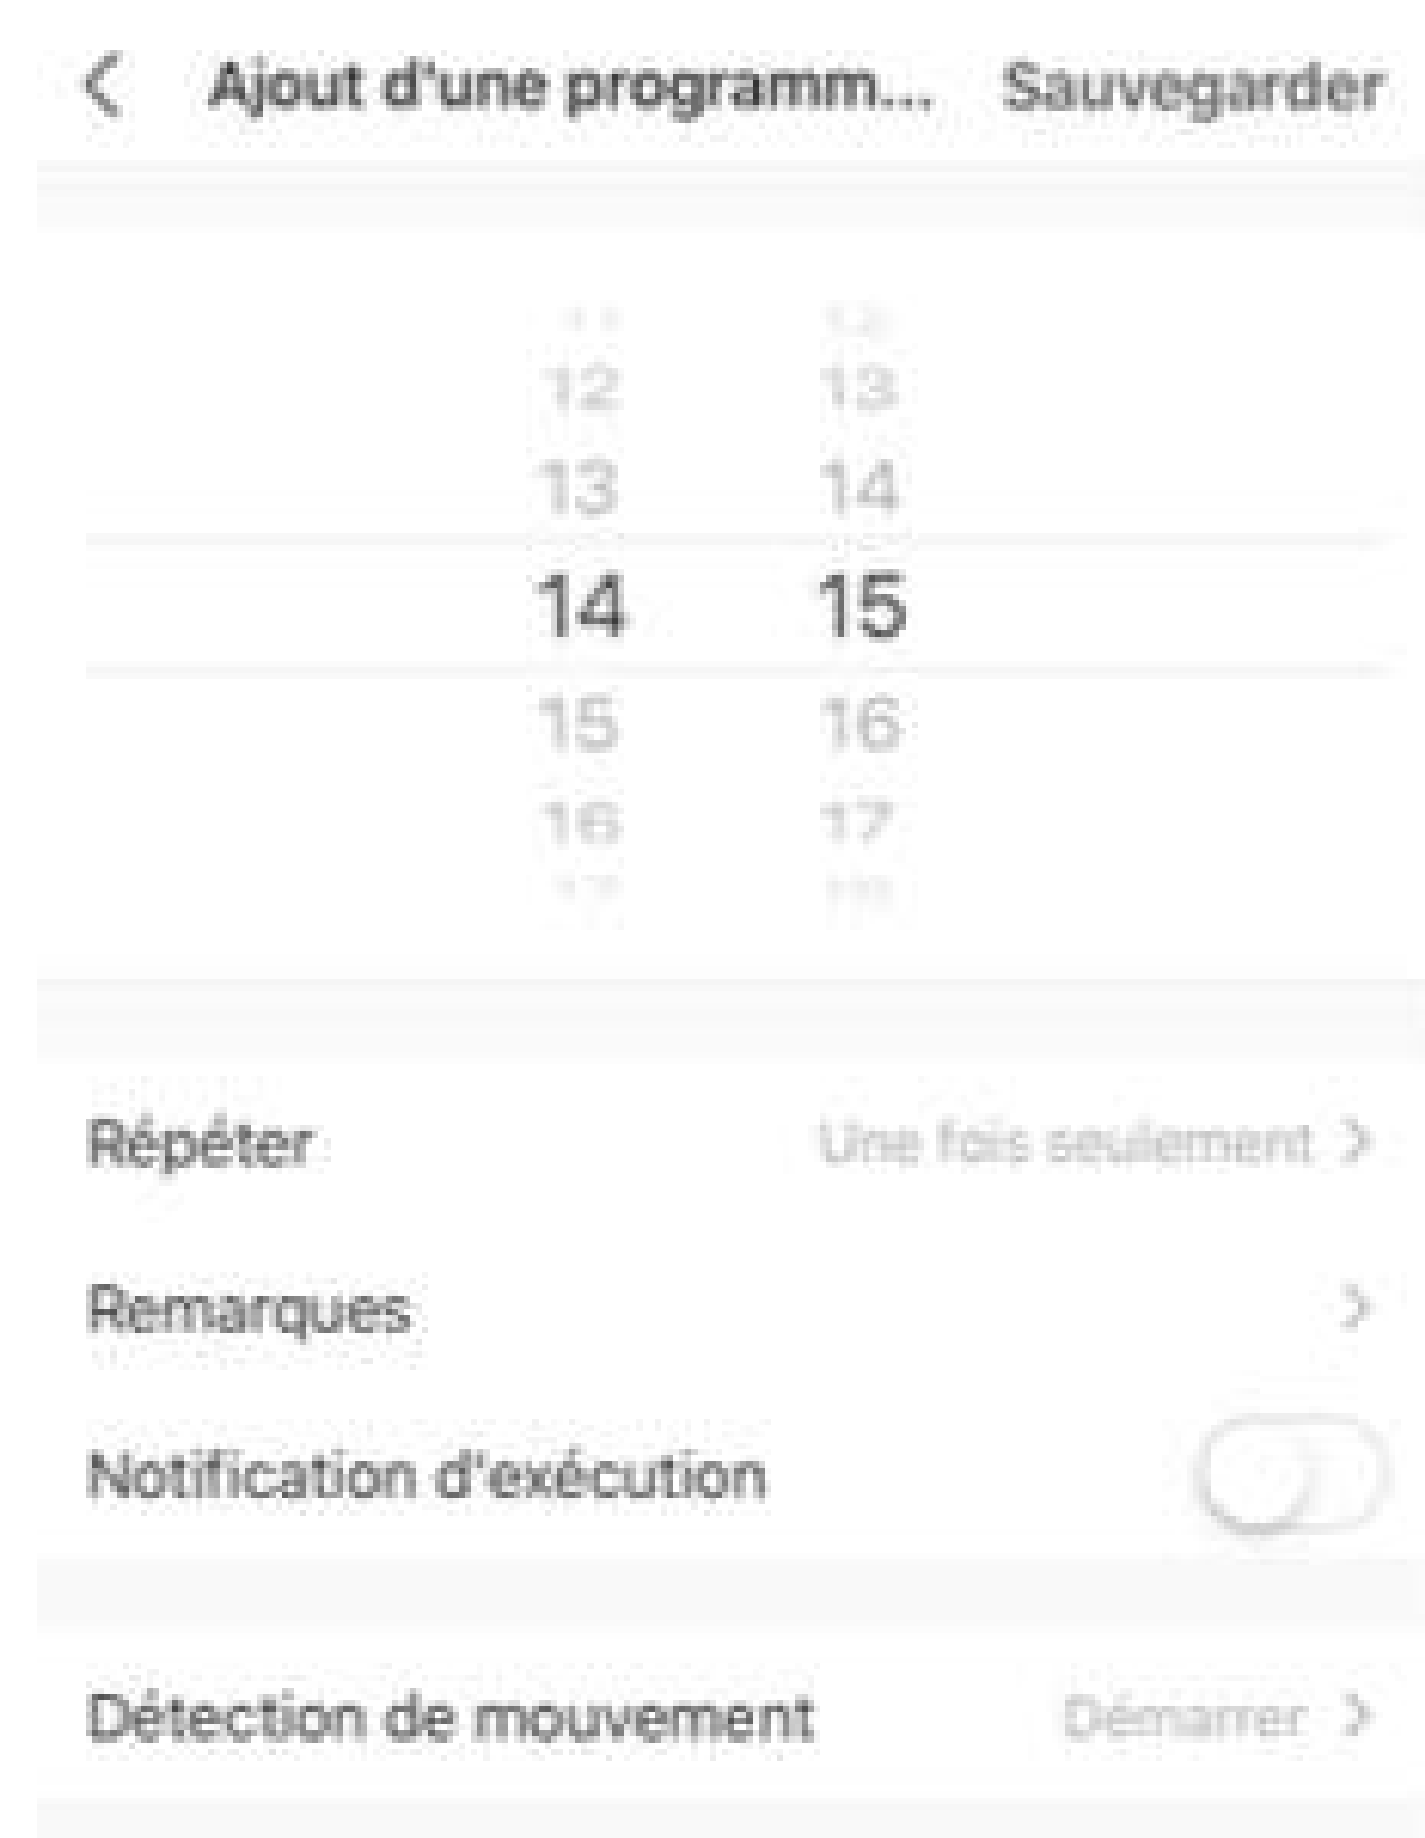 Ajout d'une programm... Sauvegarder
12 13
13 14
14 15
15 16
16 17
Répéter Une fois seulement
Remarques
Notification d'exécution
Détection de mouvement Démarrer